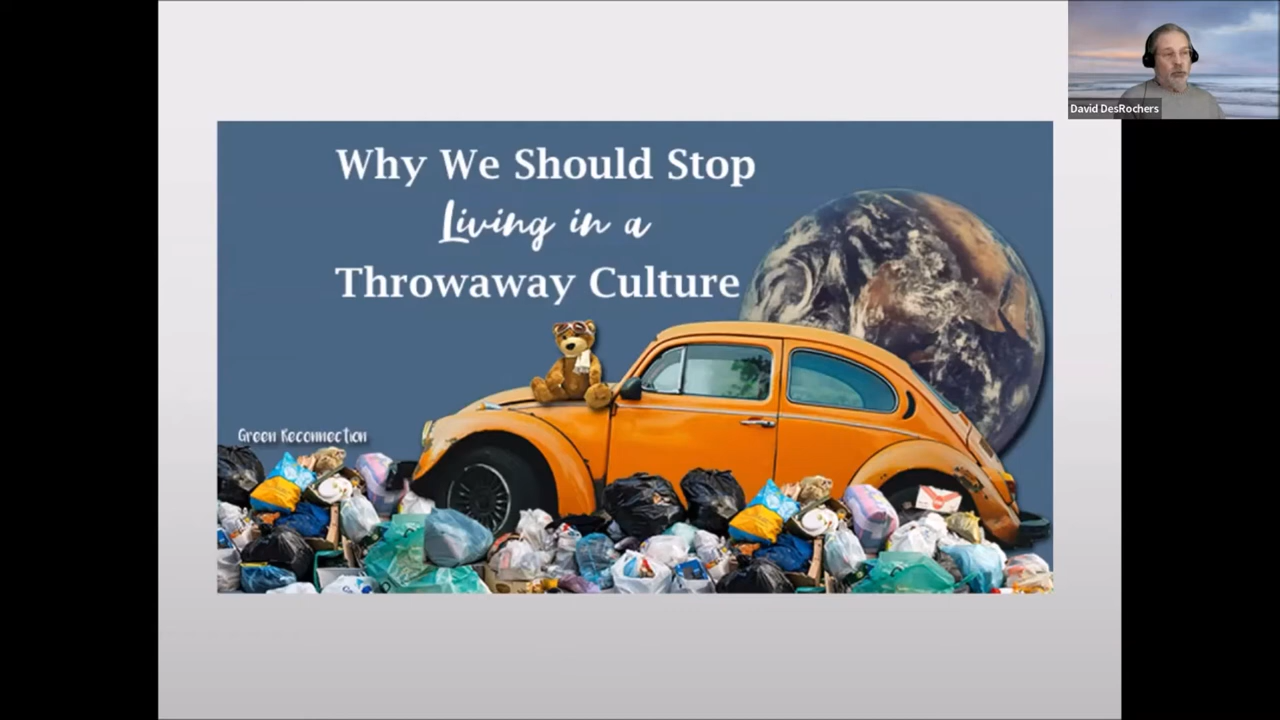 David DesRochers
Why We Should Stop
Living in a
Throwaway Culture
Green Reconnection